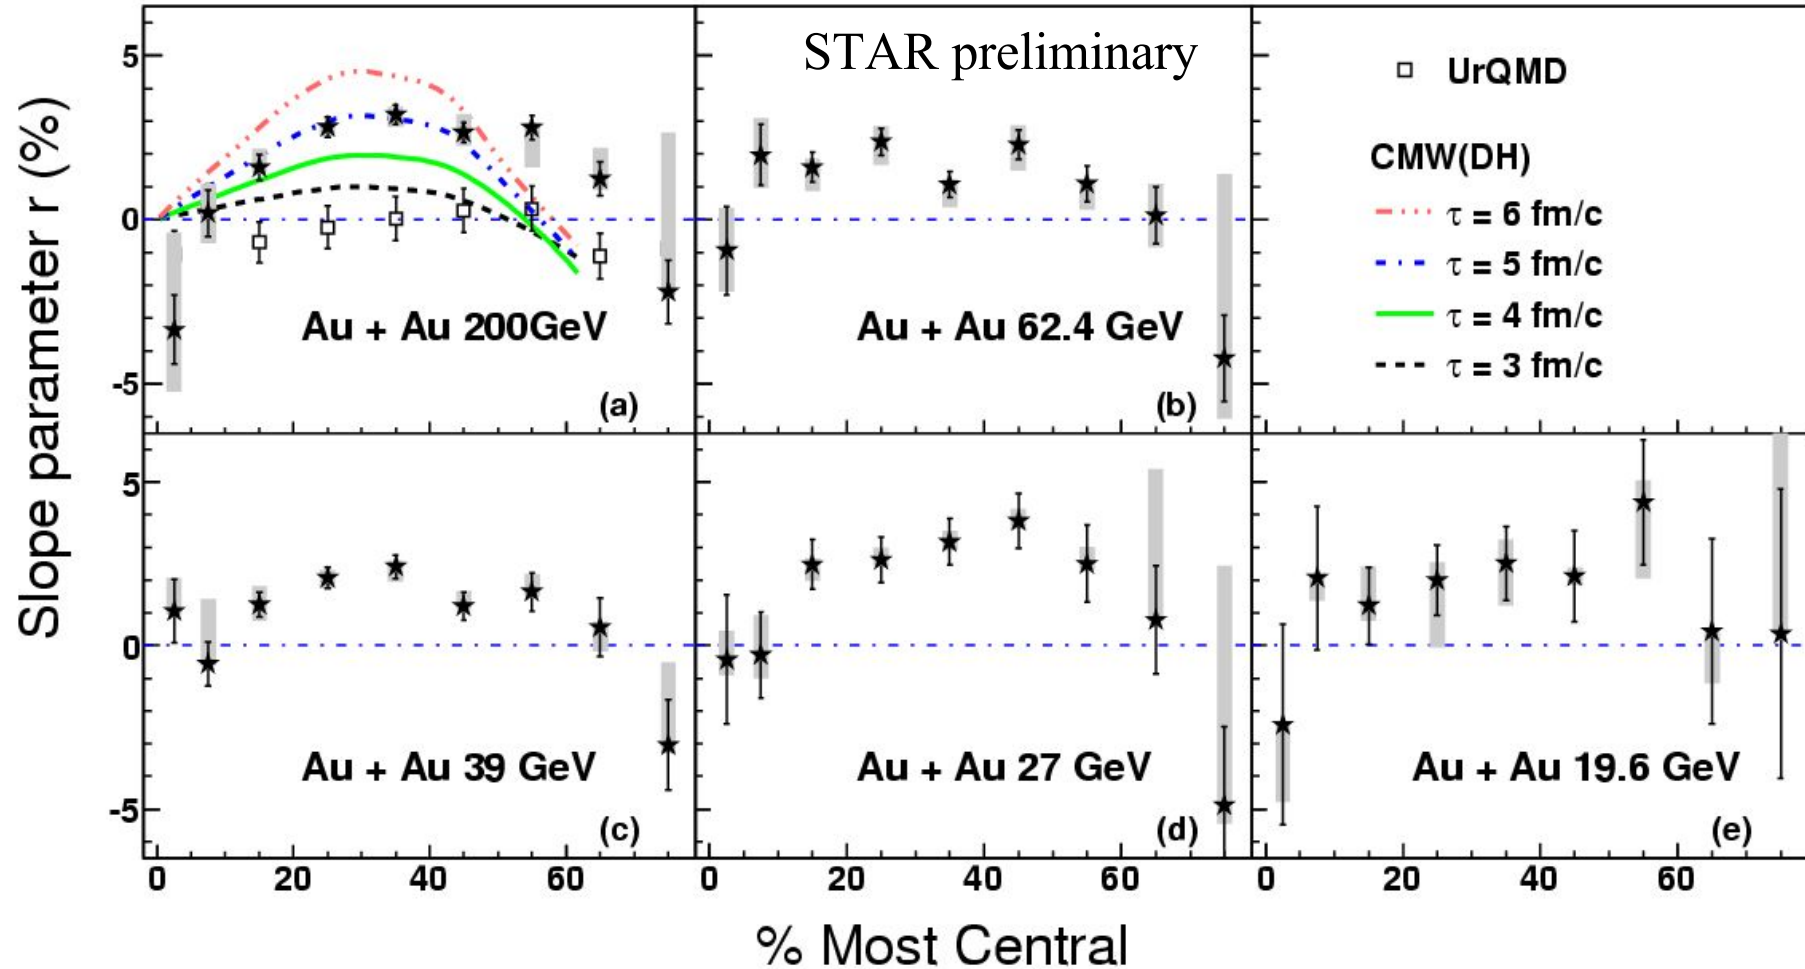 STAR preliminary
Slope parameter r (%)
5
0
-5
Au + Au 200GeV
(a)
Au + Au 62.4 GeV
(b)
UrQMD
CMW(DH)
τ = 6 fm/c
τ = 5 fm/c
τ = 4 fm/c
τ = 3 fm/c
5
0
-5
Au + Au 39 GeV
(c)
Au + Au 27 GeV
(d)
Au + Au 19.6 GeV
(e)
0 20 40 60 0 20 40 60 0 20 40 60
% Most Central